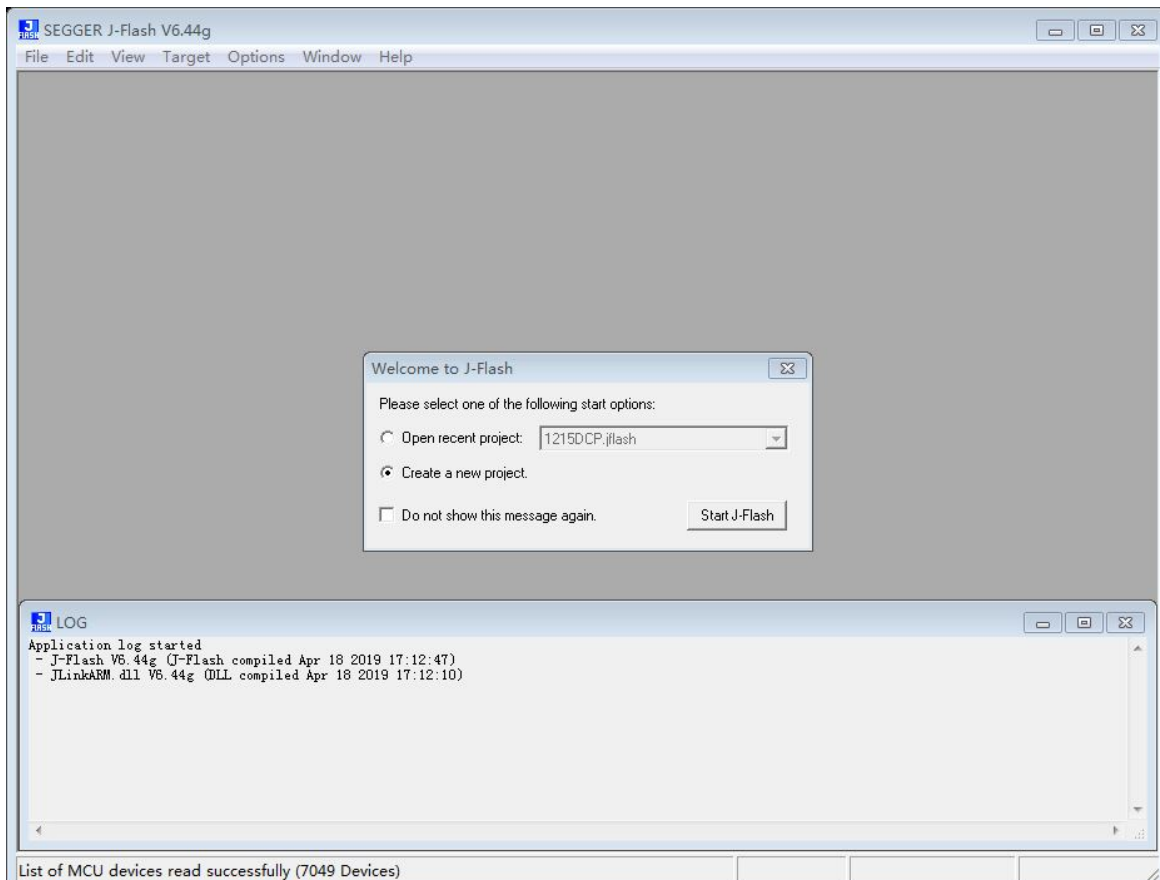 SEGGER J-Flash V6.44g
File Edit View Target Options Window Help
Welcome to J-Flash
Please select one of the following start options:
Open recent project: 1215DCP.jflash
Create a new project.
Do not show this message again. Start J-Flash
LOG
Application log started
- J-Flash V6.44g (J-Flash compiled Apr 18 2019 17:12:47)
- JLinkARM.dll V6.44g (DLL compiled Apr 18 2019 17:12:10)
List of MCU devices read successfully (7049 Devices)